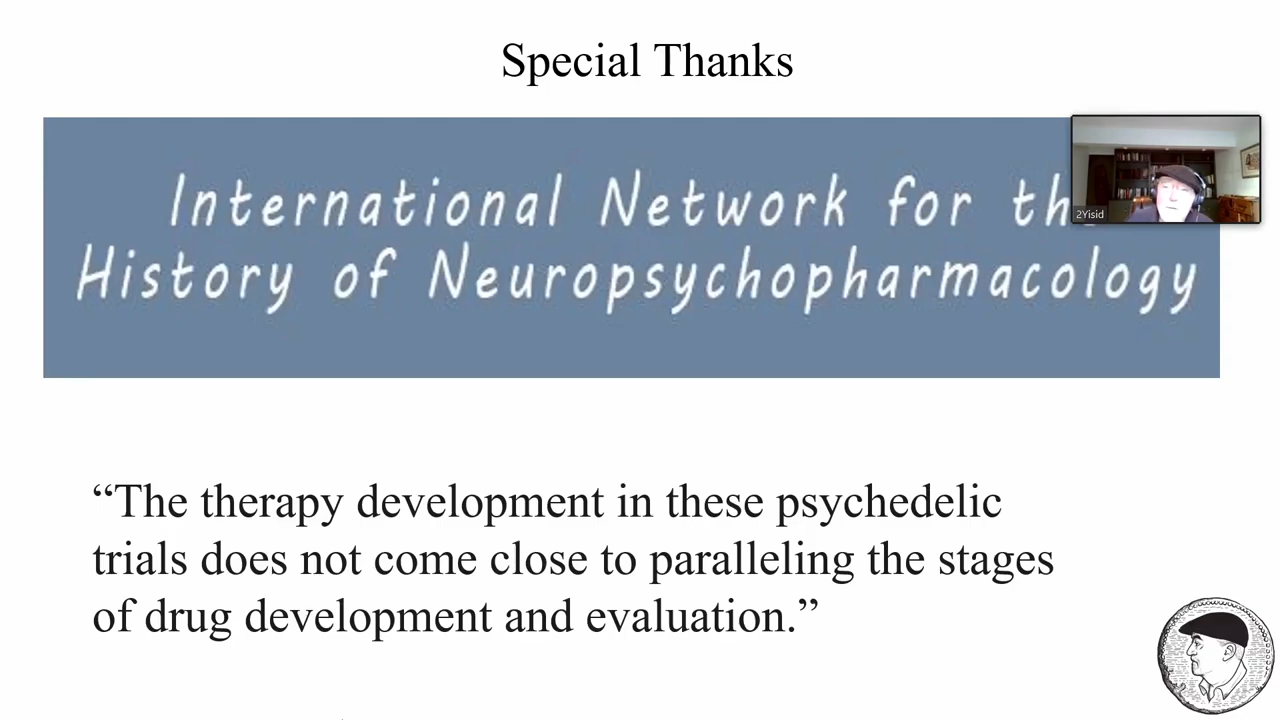 Special Thanks
International Network for th
History of Neuropsychopharmacology
2Yisid
“The therapy development in these psychedelic
trials does not come close to paralleling the stages
of drug development and evaluation.”